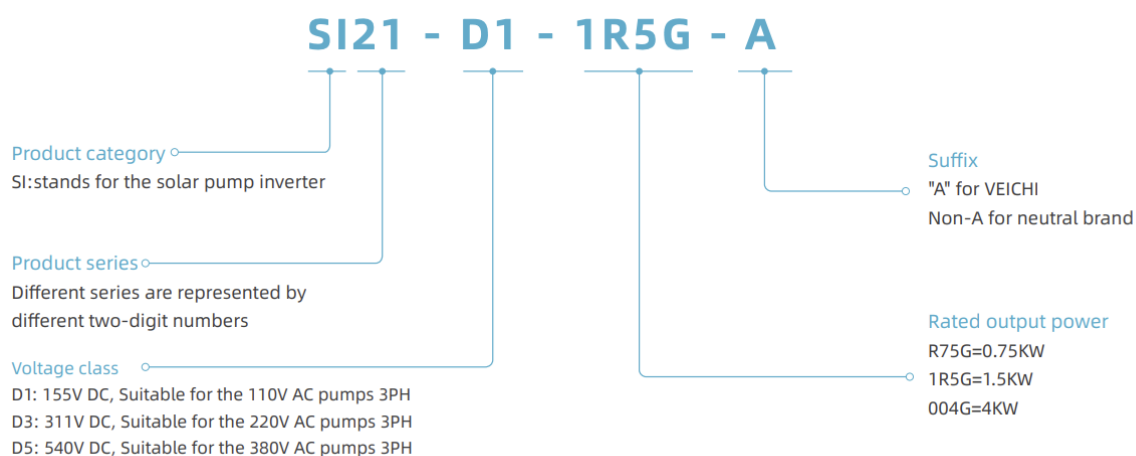 SI21 - D1 - 1R5G - A
Product category
SI:stands for the solar pump inverter
Product series
Different series are represented by
different two-digit numbers
Voltage class
D1: 155V DC, Suitable for the 110V AC pumps 3PH
D3: 311V DC, Suitable for the 220V AC pumps 3PH
D5: 540V DC, Suitable for the 380V AC pumps 3PH
Suffix
"A" for VEICHI
Non-A for neutral brand
Rated output power
R75G=0.75KW
1R5G=1.5KW
004G=4KW